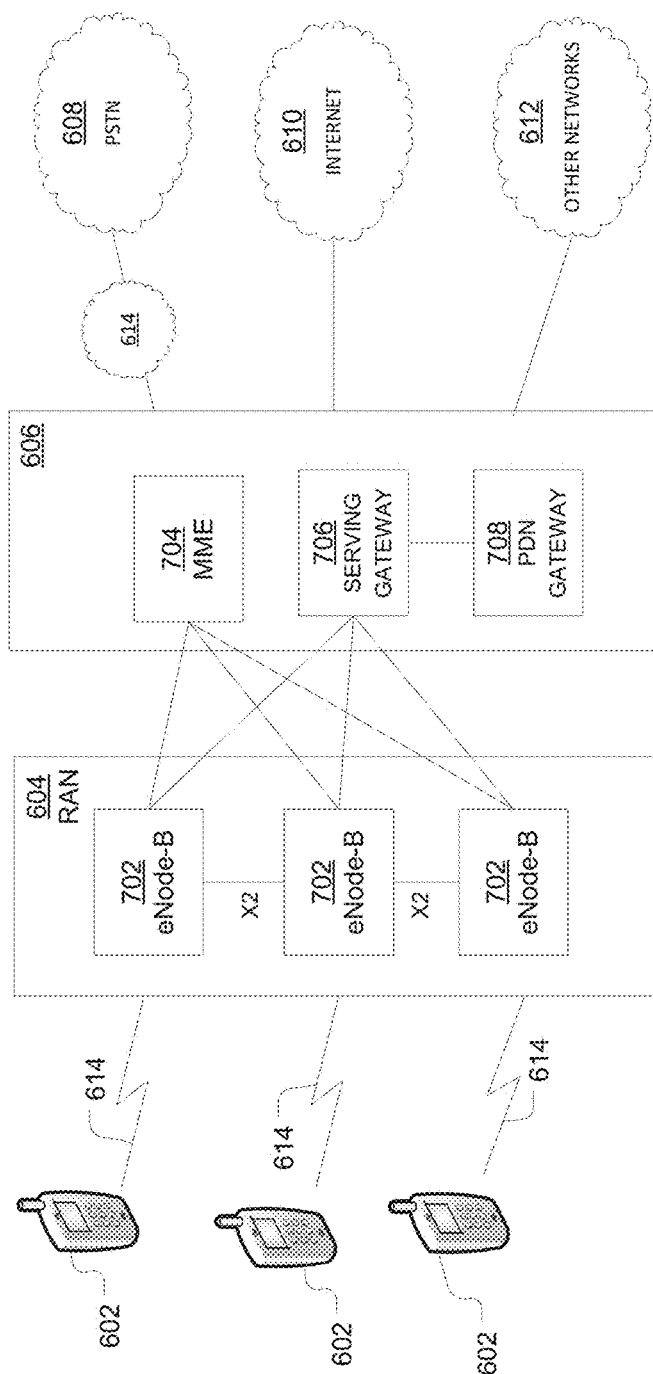 602
602
602
614
614
614
604
RAN
702
eNode-B
X2
702
eNode-B
X2
702
eNode-B
606
704
MME
706
SERVING
GATEWAY
708
PDN
GATEWAY
614
608
PSTN
610
INTERNET
612
OTHER NETWORKS